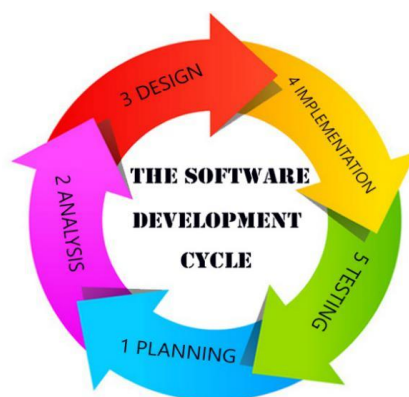 THE SOFTWARE
DEVELOPMENT
CYCLE
1 PLANNING
2 ANALYSIS
3 DESIGN
4 IMPLEMENTATION
5 TESTING